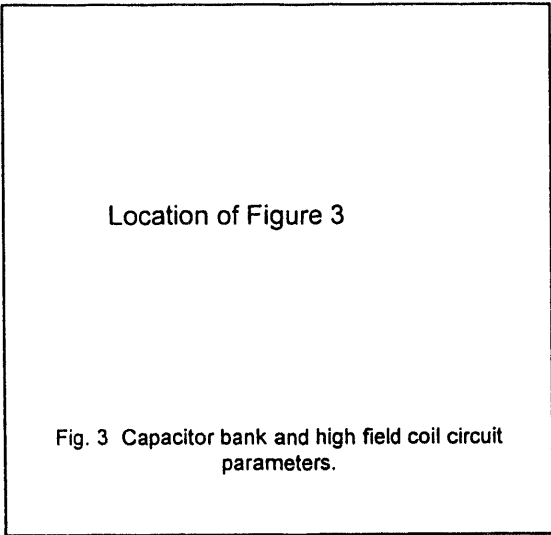 Location of Figure 3
Fig. 3 Capacitor bank and high field coil circuit
parameters.